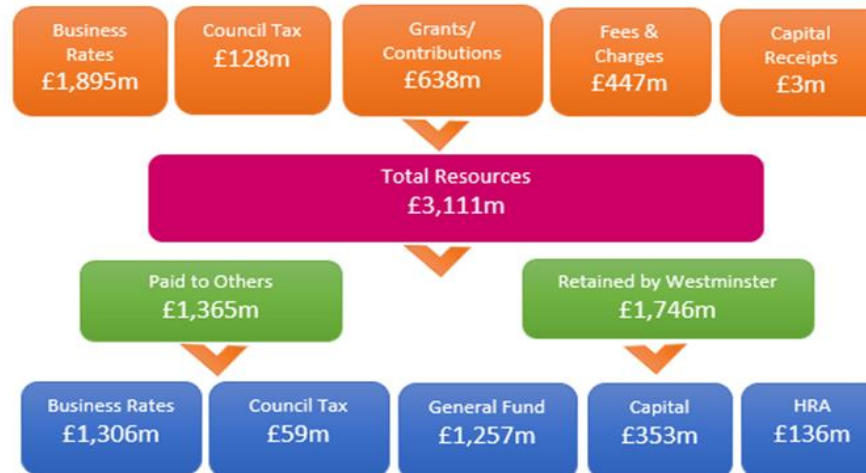 Business
Rates
£1,895m
Council Tax
£128m
Grants/
Contributions
£638m
Fees &
Charges
£447m
Capital
Receipts
£3m
Total Resources
£3,111m
Paid to Others
£1,365m
Retained by Westminster
£1,746m
Business Rates
£1,306m
Council Tax
£59m
General Fund
£1,257m
Capital
£353m
HRA
£136m